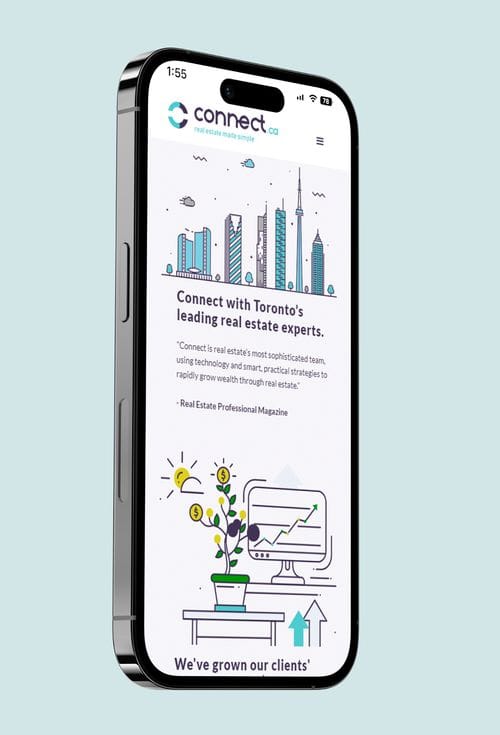 1:55
78
connect.ca
real estate made simple
Connect with Toronto's
leading real estate experts.
"Connect is real estate's most sophisticated team,
using technology and smart, practical strategies to
rapidly grow wealth through real estate."
- Real Estate Professional Magazine
$
$
We've grown our clients'